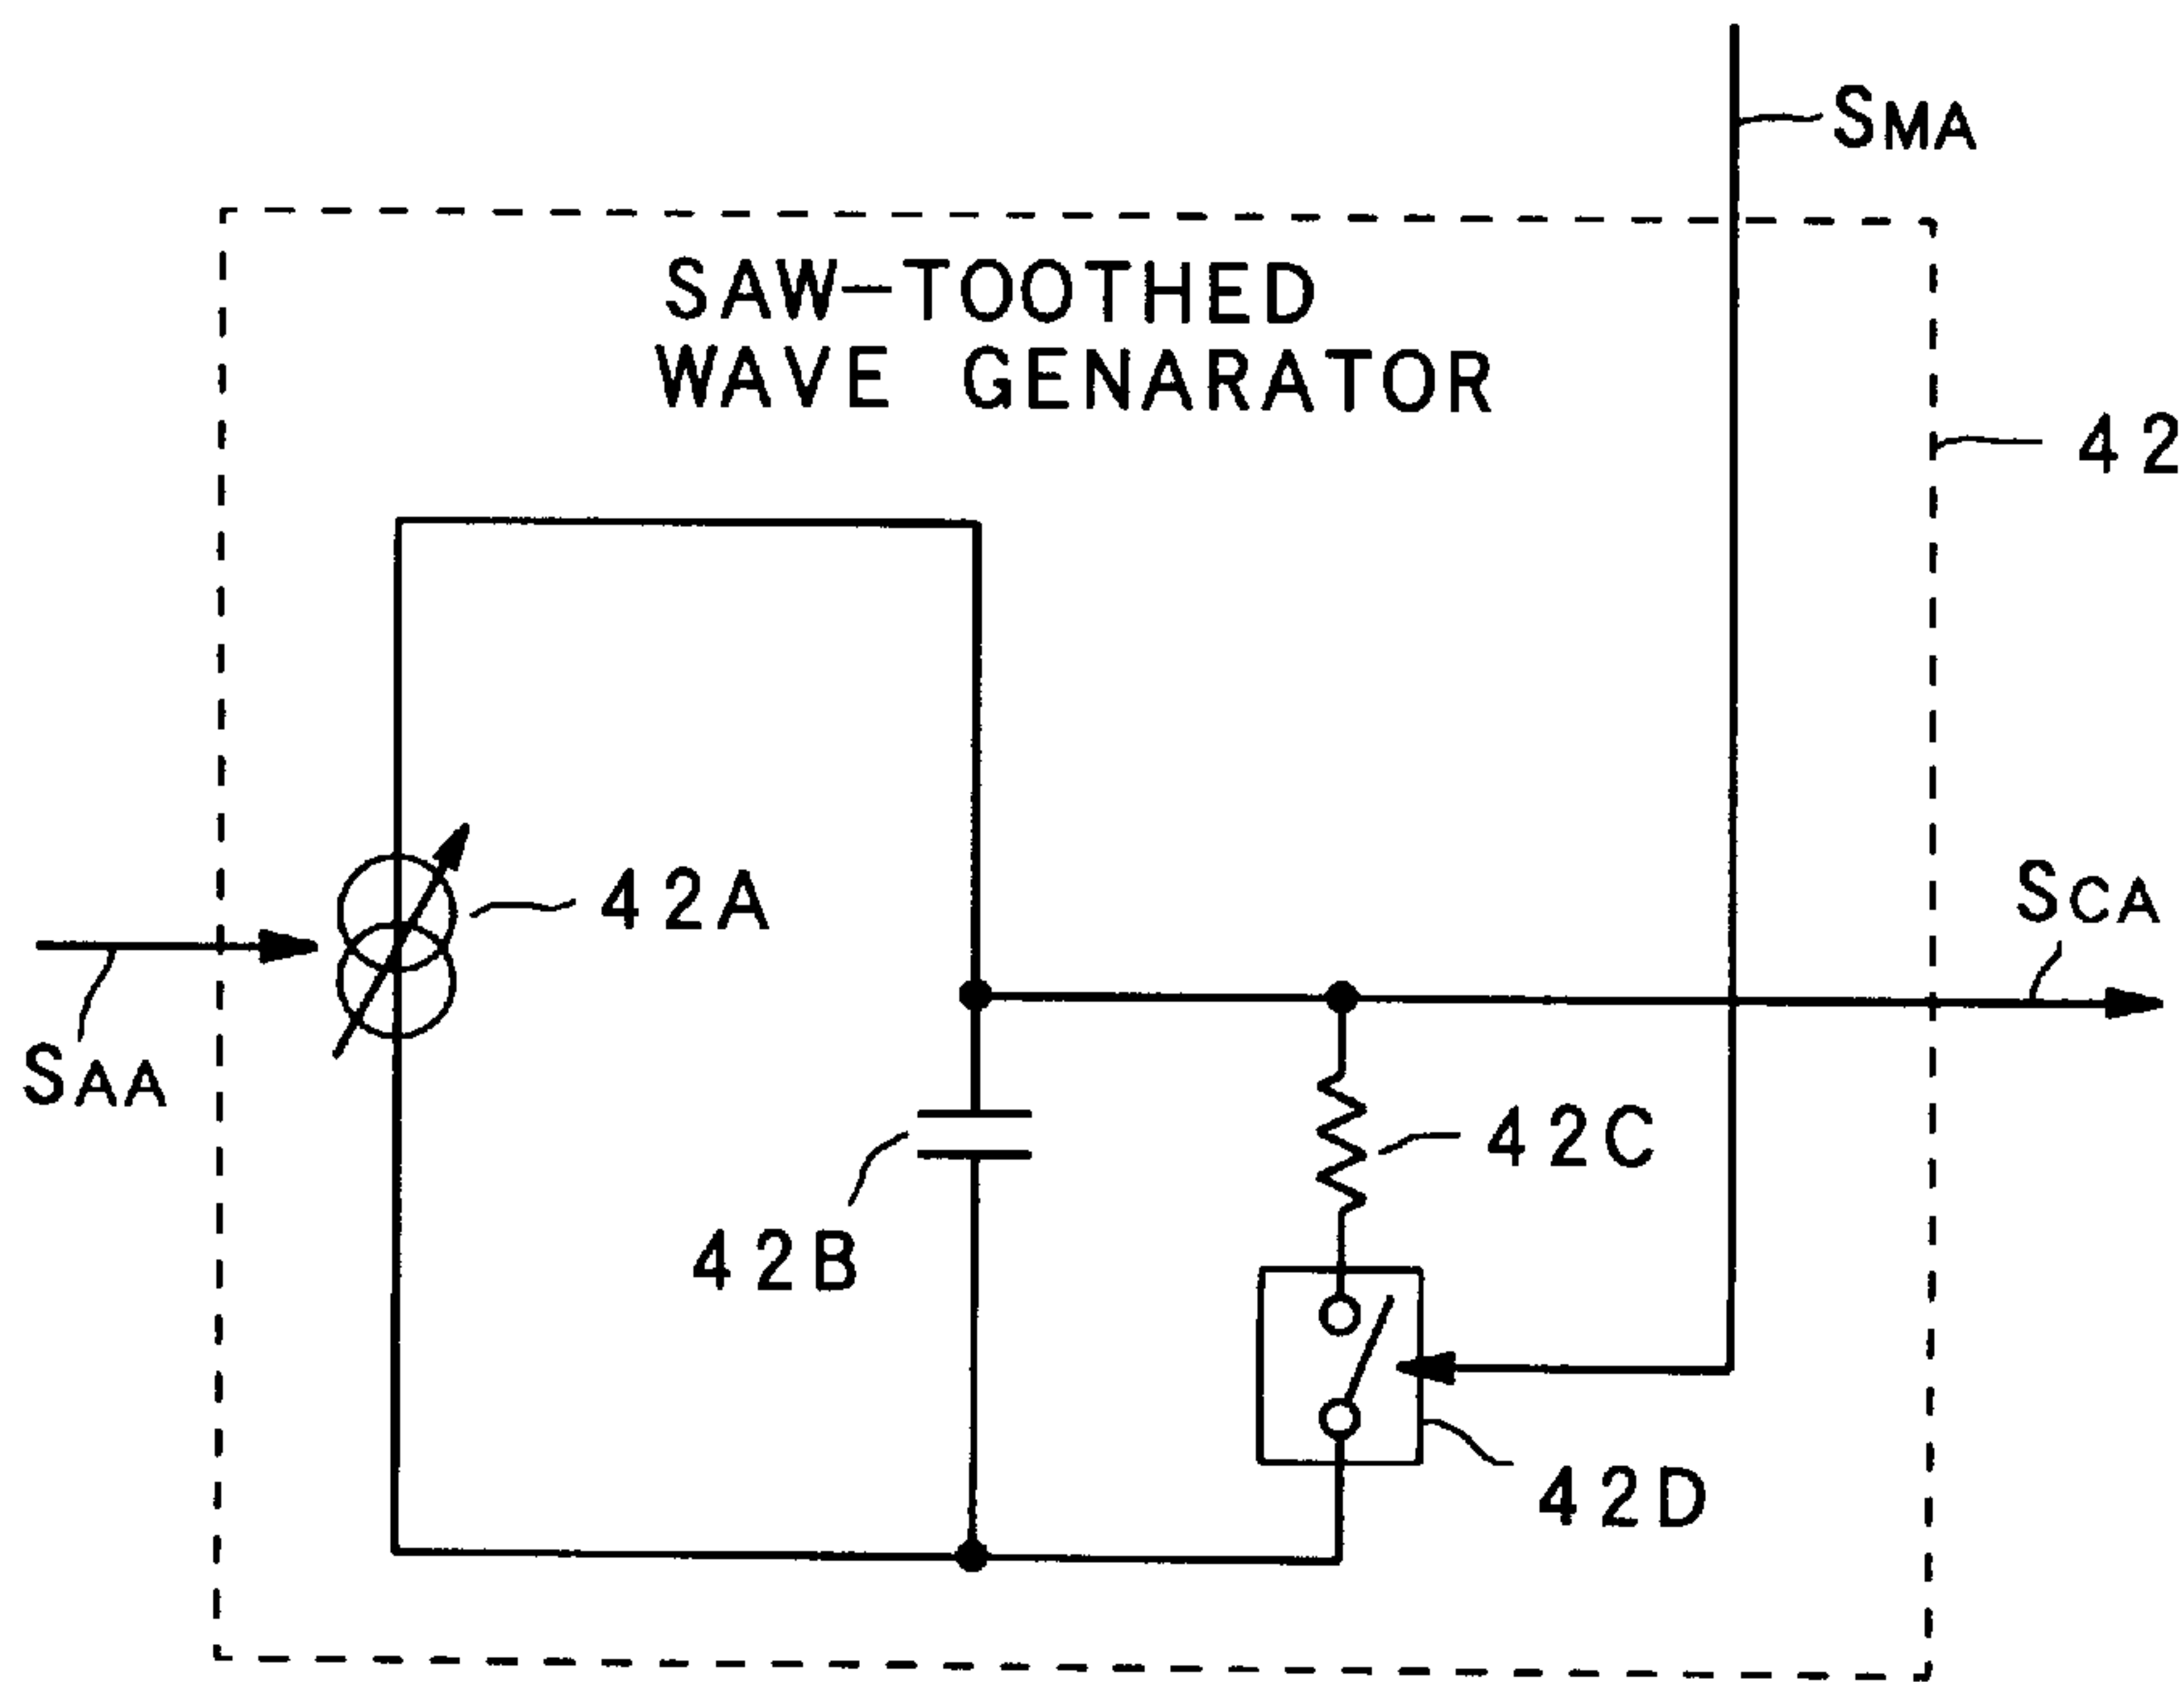 SMA
SAW-TOOTHED
WAVE GENARATOR
42
42A
SCA
SAA
42C
42B
42D